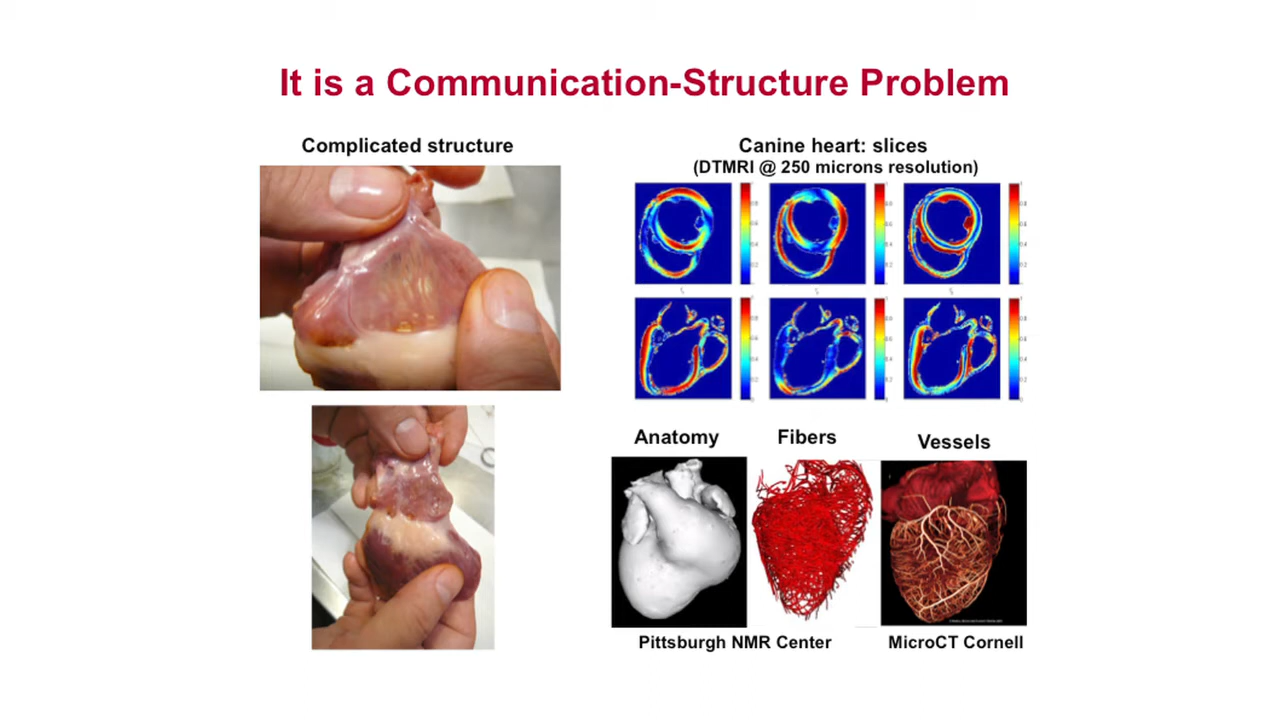 It is a Communication-Structure Problem
Complicated structure
Canine heart: slices
(DTMRI @ 250 microns resolution)
Anatomy
Fibers
Vessels
Pittsburgh NMR Center
MicroCT Cornell